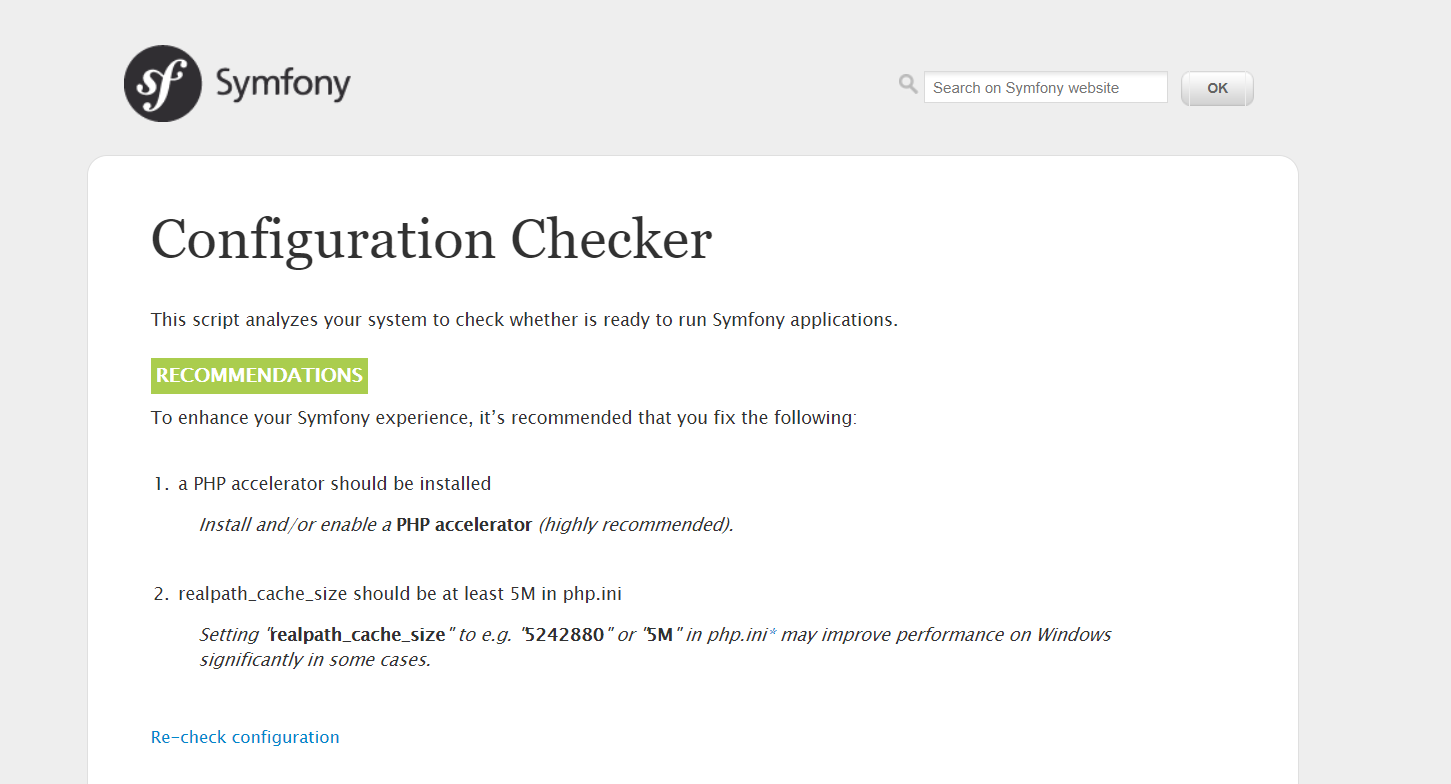 sf Symfony
Search on Symfony website
OK
Configuration Checker
This script analyzes your system to check whether is ready to run Symfony applications.
RECOMMENDATIONS
To enhance your Symfony experience, it’s recommended that you fix the following:
1. a PHP accelerator should be installed
Install and/or enable a PHP accelerator (highly recommended).
2. realpath_cache_size should be at least 5M in php.ini
Setting "realpath_cache_size" to e.g. "5242880" or "5M" in php.ini* may improve performance on Windows
significantly in some cases.
Re-check configuration